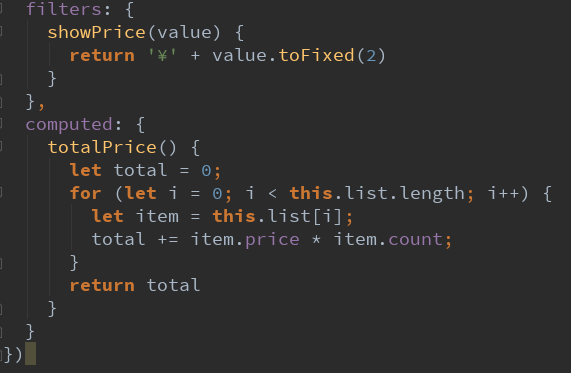 filters: {
showPrice(value) {
return '¥' + value.toFixed(2)
}
},
computed: {
totalPrice() {
let total = 0;
for (let i = 0; i < this.list.length; i++) {
let item = this.list[i];
total += item.price * item.count;
}
return total
}
}
})